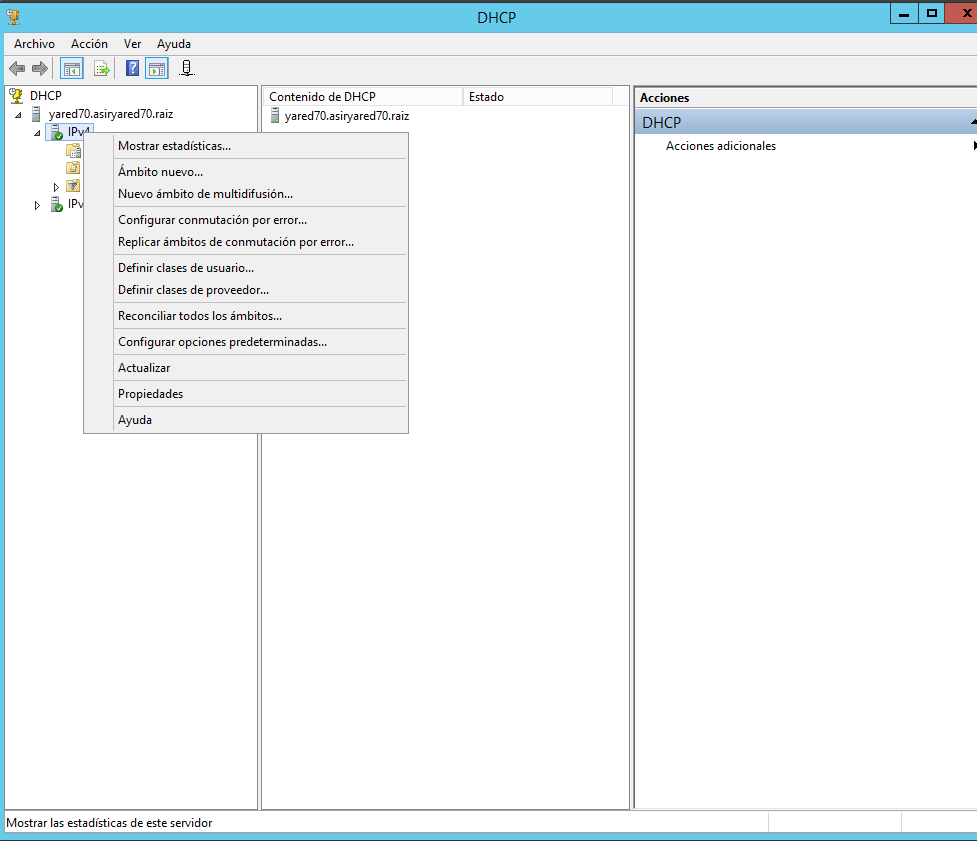 DHCP
Archivo Acción Ver Ayuda
DHCP
yared70.asiryared70.raiz
IPv4
IPv
Mostrar estadísticas...
Ámbito nuevo...
Nuevo ámbito de multidifusión...
Configurar conmutación por error...
Replicar ámbitos de conmutación por error...
Definir clases de usuario...
Definir clases de proveedor...
Reconciliar todos los ámbitos...
Configurar opciones predeterminadas...
Actualizar
Propiedades
Ayuda
Contenido de DHCP Estado
yared70.asiryared70.raiz
Acciones
DHCP
Acciones adicionales
Mostrar las estadísticas de este servidor